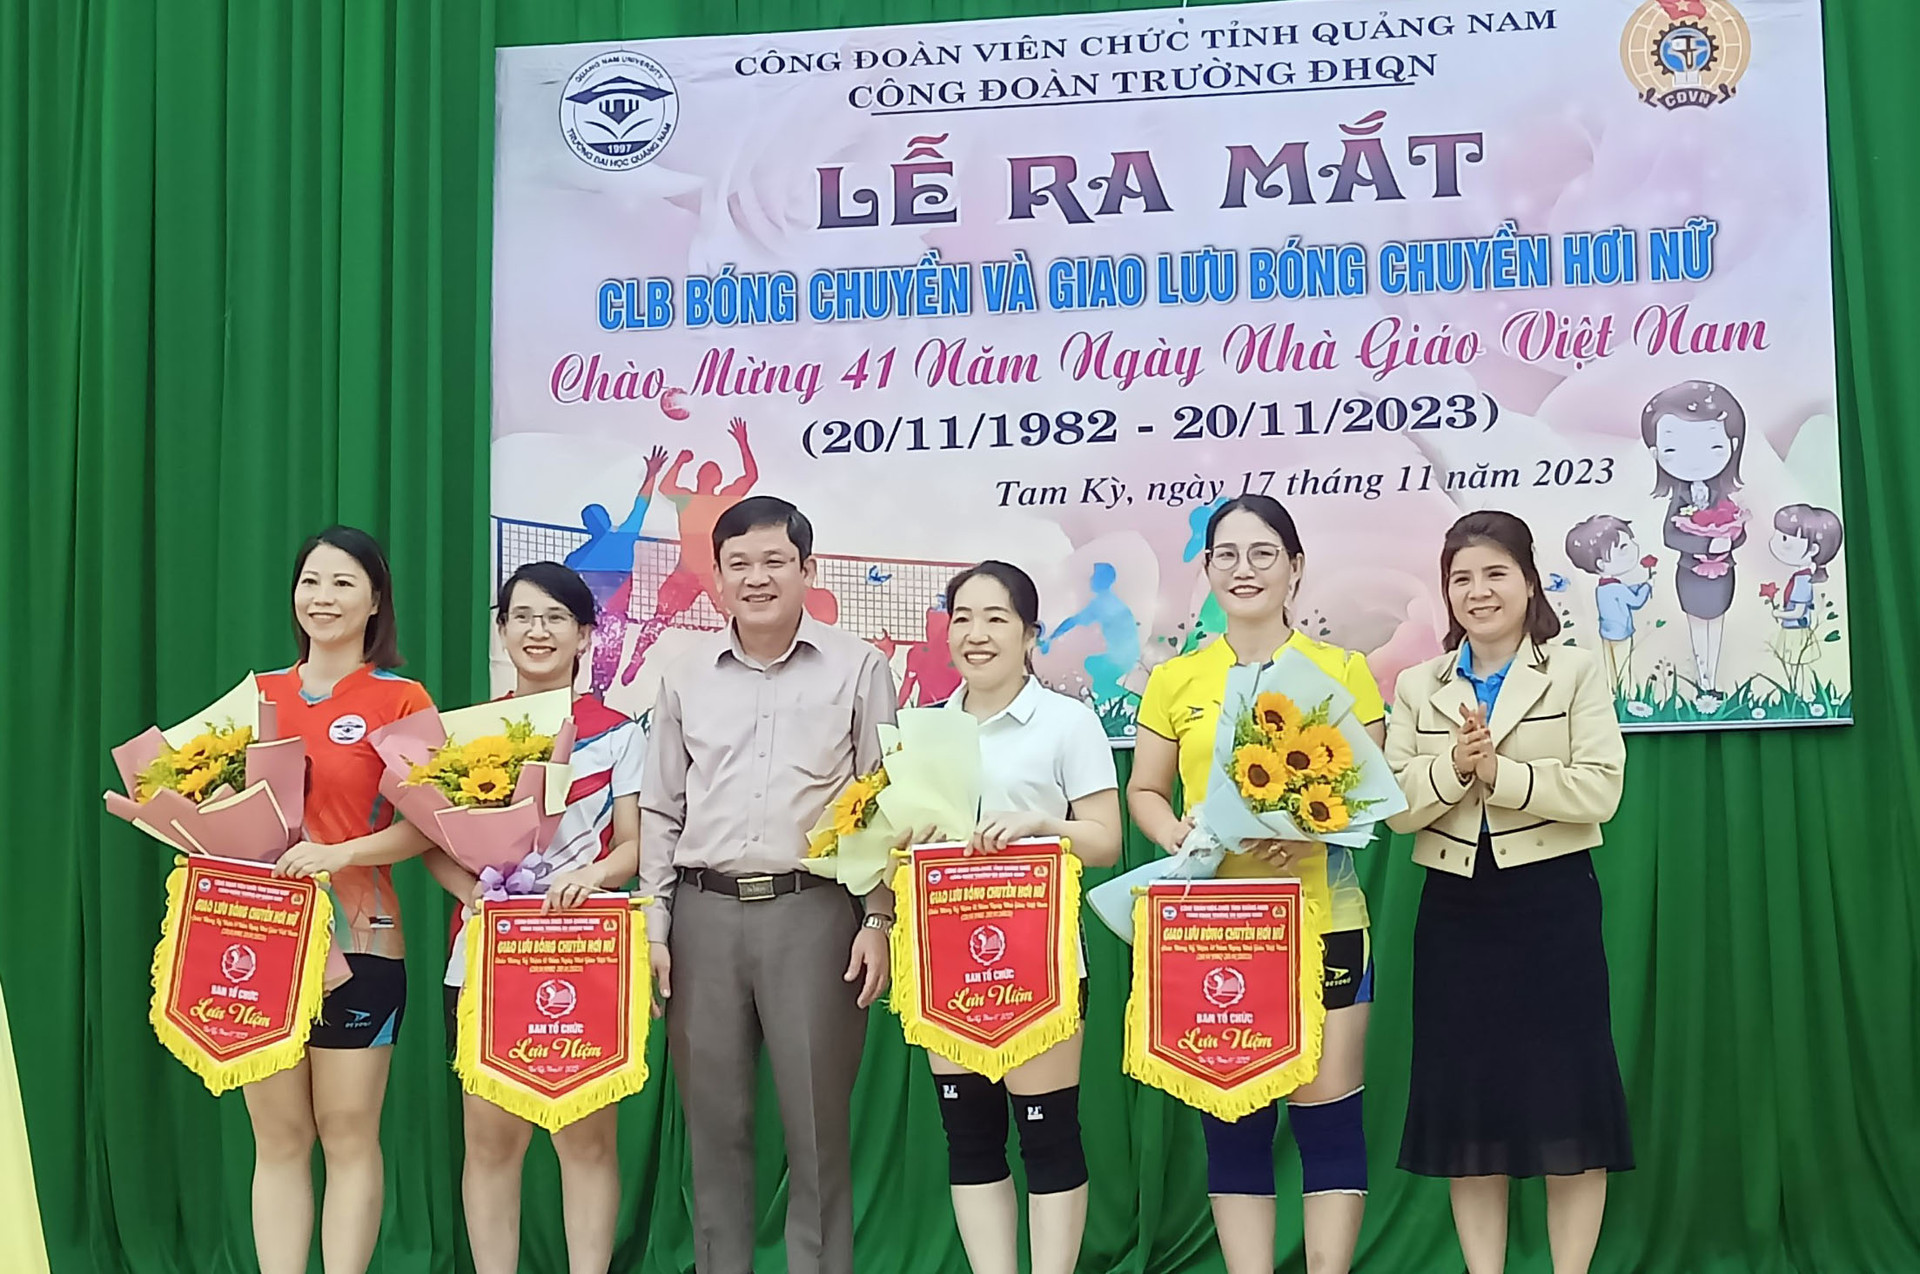 CÔNG ĐOÀN VIÊN CHỨC TỈNH QUẢNG NAM
CÔNG ĐOÀN TRƯỜNG ĐHQN
QUANG NAM UNIVERSITY
1997
TRƯỜNG ĐẠI HỌC QUẢNG NAM
CĐVN
LỄ RA MẮT
CLB BÓNG CHUYỀN VÀ GIAO LƯU BÓNG CHUYỀN HƠI NỮ
Chào Mừng 41 Năm Ngày Nhà Giáo Việt Nam
(20/11/1982 - 20/11/2023)
Tam Kỳ, ngày 17 tháng 11 năm 2023
GIAO LƯU BÓNG CHUYỀN HƠI NỮ
BAN TỔ CHỨC
Lưu Niệm
GIAO LƯU BÓNG CHUYỀN HƠI NỮ
BAN TỔ CHỨC
Lưu Niệm
GIAO LƯU BÓNG CHUYỀN HƠI NỮ
BAN TỔ CHỨC
Lưu Niệm
GIAO LƯU BÓNG CHUYỀN HƠI NỮ
BAN TỔ CHỨC
Lưu Niệm